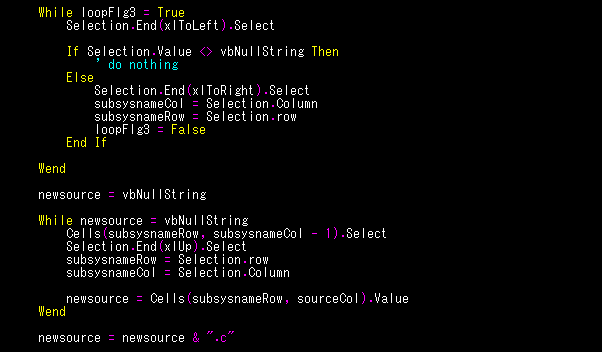 While loopFlg3 = True
Selection.End(xlToLeft).Select
If Selection.Value <> vbNullString Then
' do nothing
Else
Selection.End(xlToRight).Select
subsysnameCol = Selection.Column
subsysnameRow = Selection.row
loopFlg3 = False
End If
Wend
newsource = vbNullString
While newsource = vbNullString
Cells(subsysnameRow, subsysnameCol - 1).Select
Selection.End(xlUp).Select
subsysnameRow = Selection.row
subsysnameCol = Selection.Column
newsource = Cells(subsysnameRow, sourceCol).Value
Wend
newsource = newsource & ".c"